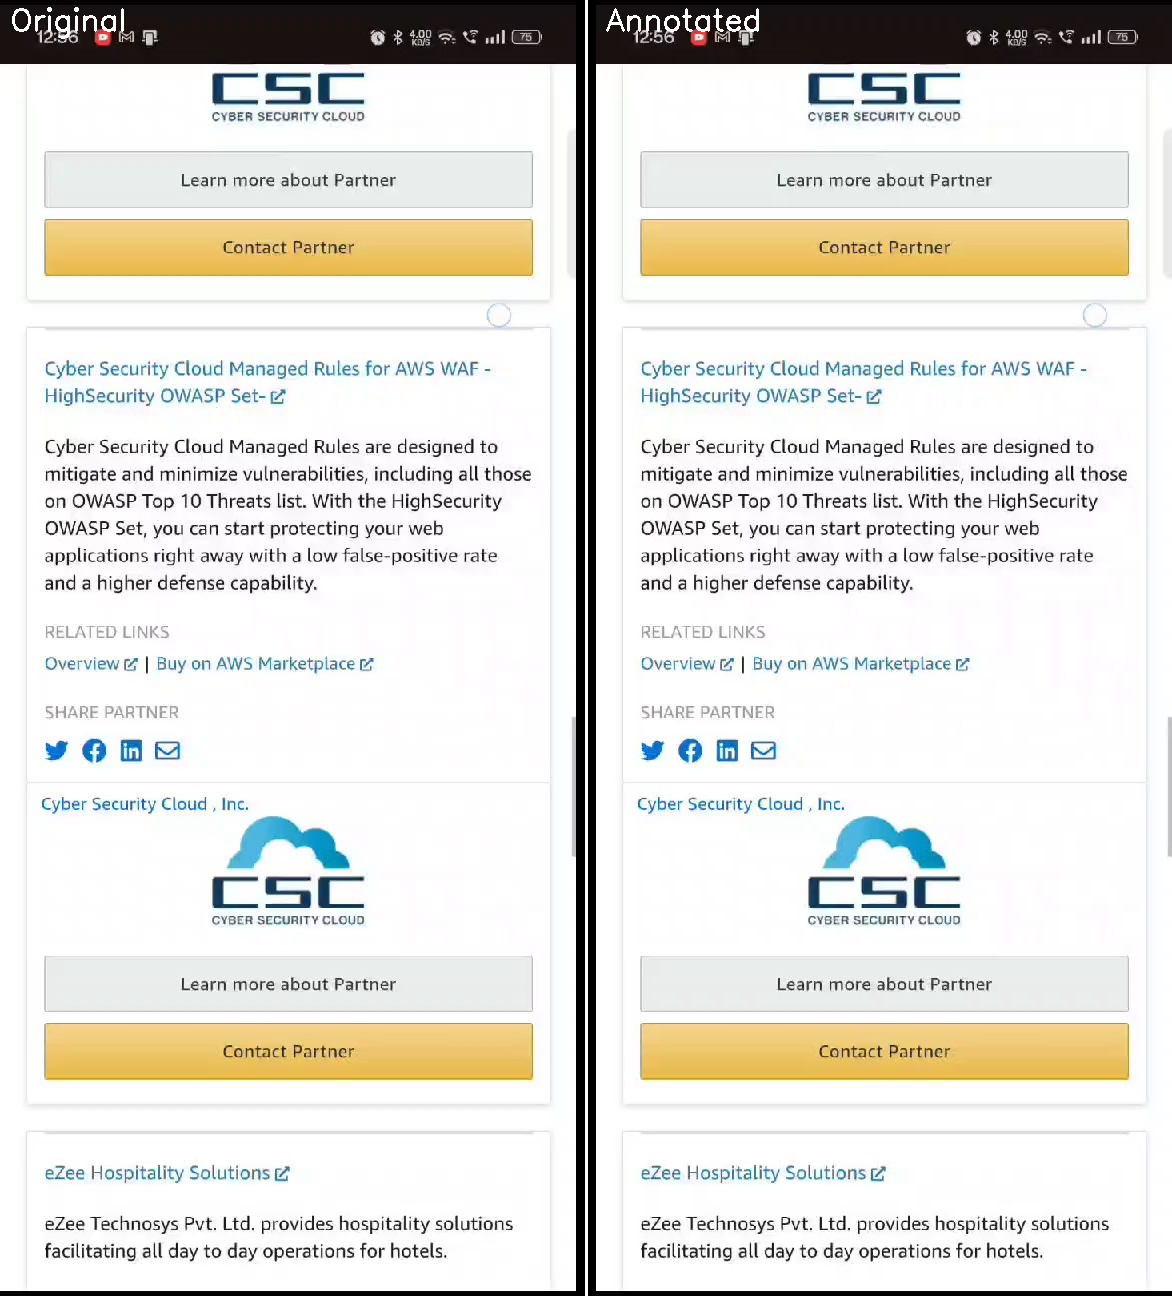 Original
12:56 4.00 KB/S 75
CSC
CYBER SECURITY CLOUD
Learn more about Partner
Contact Partner
Cyber Security Cloud Managed Rules for AWS WAF -
HighSecurity OWASP Set-
Cyber Security Cloud Managed Rules are designed to
mitigate and minimize vulnerabilities, including all those
on OWASP Top 10 Threats list. With the HighSecurity
OWASP Set, you can start protecting your web
applications right away with a low false-positive rate
and a higher defense capability.
RELATED LINKS
Overview | Buy on AWS Marketplace
SHARE PARTNER
Cyber Security Cloud , Inc.
CSC
CYBER SECURITY CLOUD
Learn more about Partner
Contact Partner
eZee Hospitality Solutions
eZee Technosys Pvt. Ltd. provides hospitality solutions
facilitating all day to day operations for hotels.
Annotated
12:56 4.00 KB/S 75
CSC
CYBER SECURITY CLOUD
Learn more about Partner
Contact Partner
Cyber Security Cloud Managed Rules for AWS WAF -
HighSecurity OWASP Set-
Cyber Security Cloud Managed Rules are designed to
mitigate and minimize vulnerabilities, including all those
on OWASP Top 10 Threats list. With the HighSecurity
OWASP Set, you can start protecting your web
applications right away with a low false-positive rate
and a higher defense capability.
RELATED LINKS
Overview | Buy on AWS Marketplace
SHARE PARTNER
Cyber Security Cloud , Inc.
CSC
CYBER SECURITY CLOUD
Learn more about Partner
Contact Partner
eZee Hospitality Solutions
eZee Technosys Pvt. Ltd. provides hospitality solutions
facilitating all day to day operations for hotels.